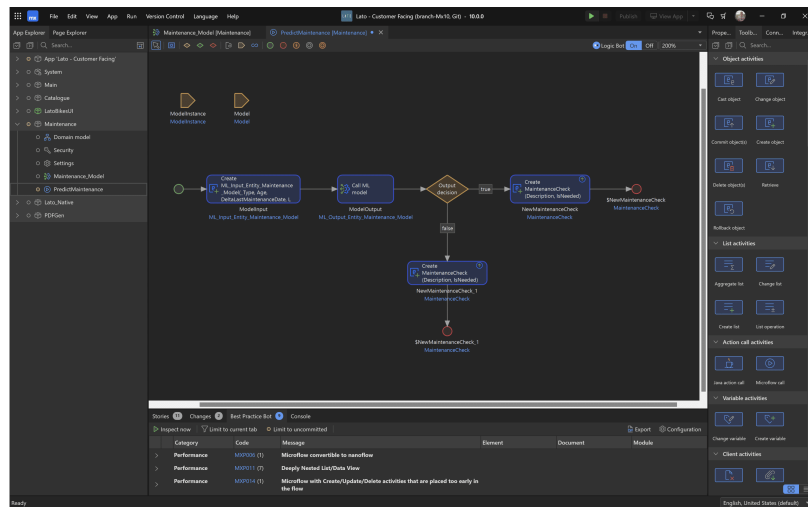 mx File Edit View App Run Version Control Language Help Lato - Customer Facing (branch-Mx10, Git) - 10.0.0 Publish View App
App Explorer Page Explorer
Search...
App 'Lato - Customer Facing'
System
Main
Catalogue
LatoBikesUI
Maintenance
Domain model
Security
Settings
Maintenance_Model
PredictMaintenance
Lato_Native
PDFGen
Maintenance_Model [Maintenance] PredictMaintenance [Maintenance]
Logic Bot On Off 200%
ModelInstance
ModelInstance
Model
Model
Create
ML_Input_Entity_Maintenance
_Model(_Type, Age,
DeltaLastMaintenanceDate, L
ModelInput
ML_Input_Entity_Maintenance_Model
Call ML
model
ModelOutput
ML_Output_Entity_Maintenance_Model
Output
decision
true
Create
MaintenanceCheck
(Description, IsNeeded)
NewMaintenanceCheck
MaintenanceCheck
$NewMaintenanceCheck
MaintenanceCheck
false
Create
MaintenanceCheck
(Description, IsNeeded)
NewMaintenanceCheck_1
MaintenanceCheck
$NewMaintenanceCheck_1
MaintenanceCheck
Prope... Toolb... Conn... Integr
Search...
Object activities
Cast object Change object
Commit object(s) Create object
Delete object(s) Retrieve
Rollback object
List activities
Aggregate list Change list
Create list List operation
Action call activities
Java action call Microflow call
Variable activities
Change variable Create variable
Client activities
Stories 11 Changes Best Practice Bot Console
Inspect now Limit to current tab Limit to uncommitted Export Configuration
Category Code Message Element Document Module
Performance MXP006 (1) Microflow convertible to nanoflow
Performance MXP011 (7) Deeply Nested List/Data View
Performance MXP014 (1) Microflow with Create/Update/Delete activities that are placed too early in
the flow
Ready English, United States (default)